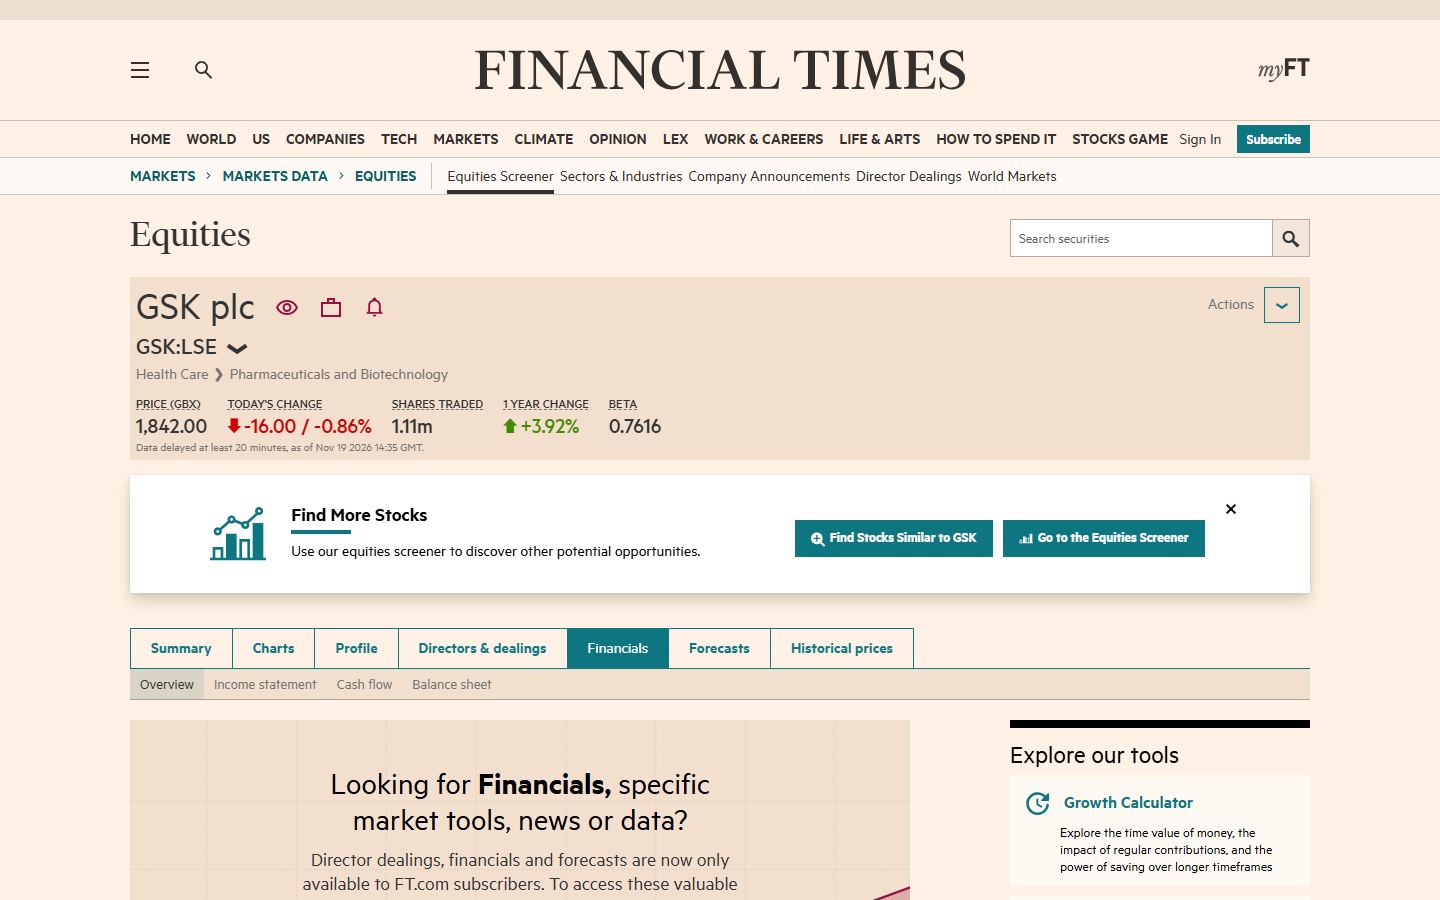 FINANCIAL TIMES
myFT
HOME WORLD US COMPANIES TECH MARKETS CLIMATE OPINION LEX WORK & CAREERS LIFE & ARTS HOW TO SPEND IT STOCKS GAME Sign In Subscribe
MARKETS › MARKETS DATA › EQUITIES Equities Screener Sectors & Industries Company Announcements Director Dealings World Markets
Equities
Search securities
GSK plc
Actions
GSK:LSE
Health Care ❯ Pharmaceuticals and Biotechnology
PRICE (GBX) TODAY'S CHANGE SHARES TRADED 1 YEAR CHANGE BETA
1,842.00 -16.00 / -0.86% 1.11m +3.92% 0.7616
Data delayed at least 20 minutes, as of Nov 19 2026 14:35 GMT.
Find More Stocks
Use our equities screener to discover other potential opportunities.
Find Stocks Similar to GSK Go to the Equities Screener
Summary Charts Profile Directors & dealings Financials Forecasts Historical prices
Overview Income statement Cash flow Balance sheet
Looking for Financials, specific
market tools, news or data?
Director dealings, financials and forecasts are now only
available to FT.com subscribers. To access these valuable
Explore our tools
Growth Calculator
Explore the time value of money, the
impact of regular contributions, and the
power of saving over longer timeframes